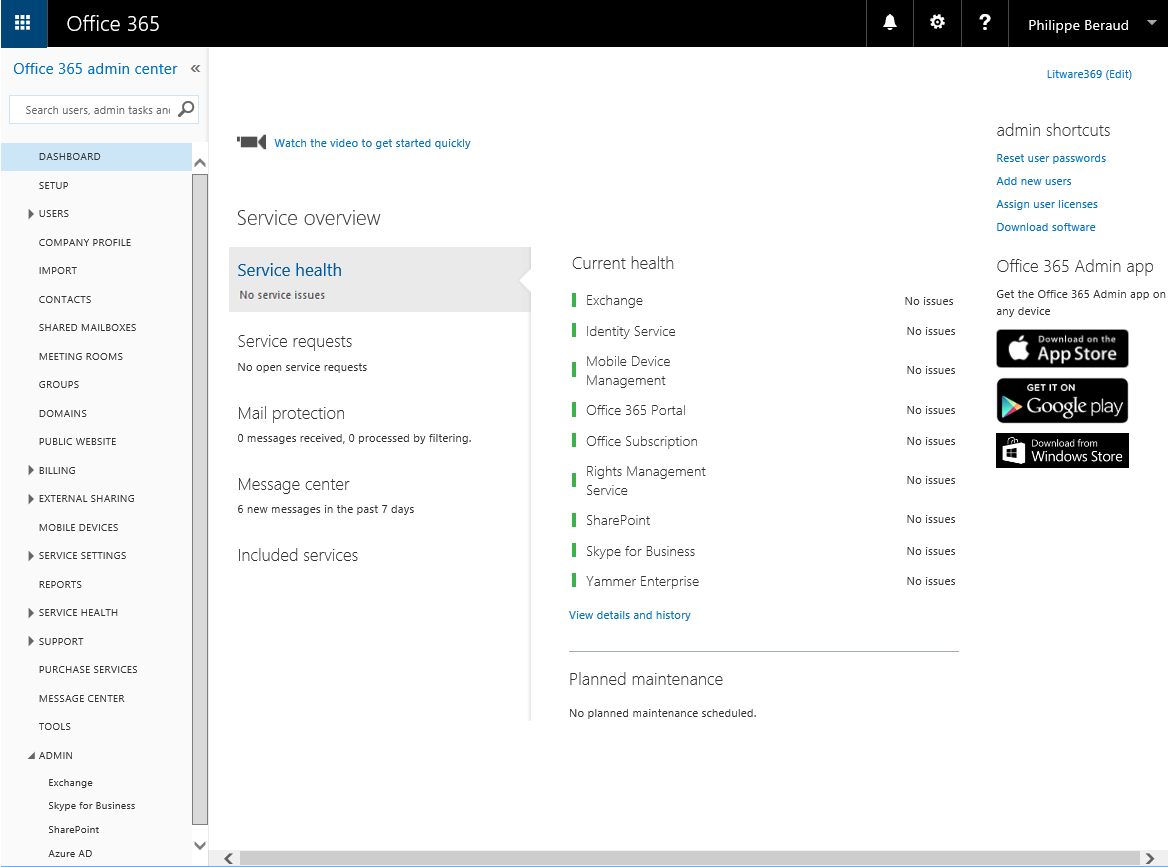 Office 365
?
Philippe Beraud
Office 365 admin center «
Search users, admin tasks an
DASHBOARD
SETUP
USERS
COMPANY PROFILE
IMPORT
CONTACTS
SHARED MAILBOXES
MEETING ROOMS
GROUPS
DOMAINS
PUBLIC WEBSITE
BILLING
EXTERNAL SHARING
MOBILE DEVICES
SERVICE SETTINGS
REPORTS
SERVICE HEALTH
SUPPORT
PURCHASE SERVICES
MESSAGE CENTER
TOOLS
ADMIN
Exchange
Skype for Business
SharePoint
Azure AD
Watch the video to get started quickly
Service overview
Service health
No service issues
Service requests
No open service requests
Mail protection
0 messages received, 0 processed by filtering.
Message center
6 new messages in the past 7 days
Included services
Current health
Exchange No issues
Identity Service No issues
Mobile Device
Management No issues
Office 365 Portal No issues
Office Subscription No issues
Rights Management
Service No issues
SharePoint No issues
Skype for Business No issues
Yammer Enterprise No issues
View details and history
Planned maintenance
No planned maintenance scheduled.
Litware369 (Edit)
admin shortcuts
Reset user passwords
Add new users
Assign user licenses
Download software
Office 365 Admin app
Get the Office 365 Admin app on
any device
Download on the
App Store
GET IT ON
Google play
Download from
Windows Store